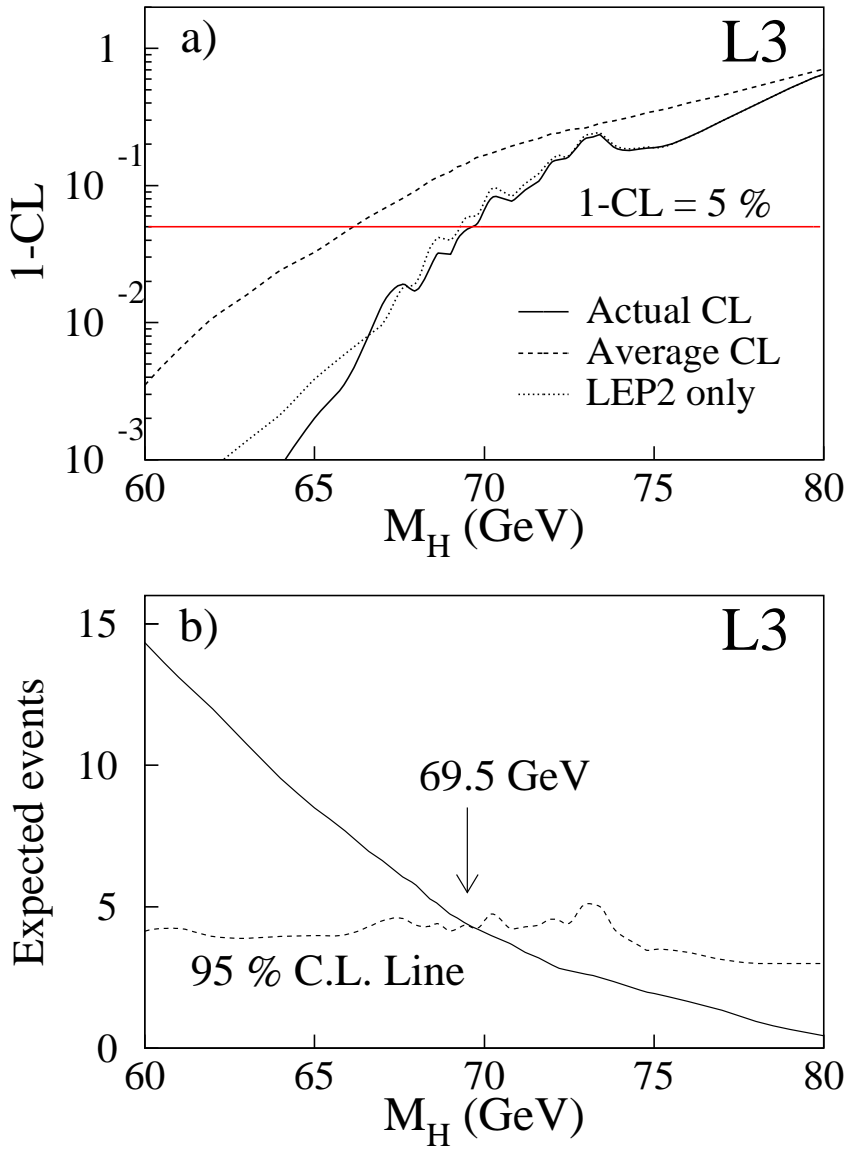 a)
L3
1
10 -1
10 -2
10 -3
1-CL
1-CL = 5 %
Actual CL
Average CL
LEP2 only
60 65 70 75 80
M_H (GeV)
b)
L3
15
10
5
0
Expected events
69.5 GeV
95 % C.L. Line
60 65 70 75 80
M_H (GeV)